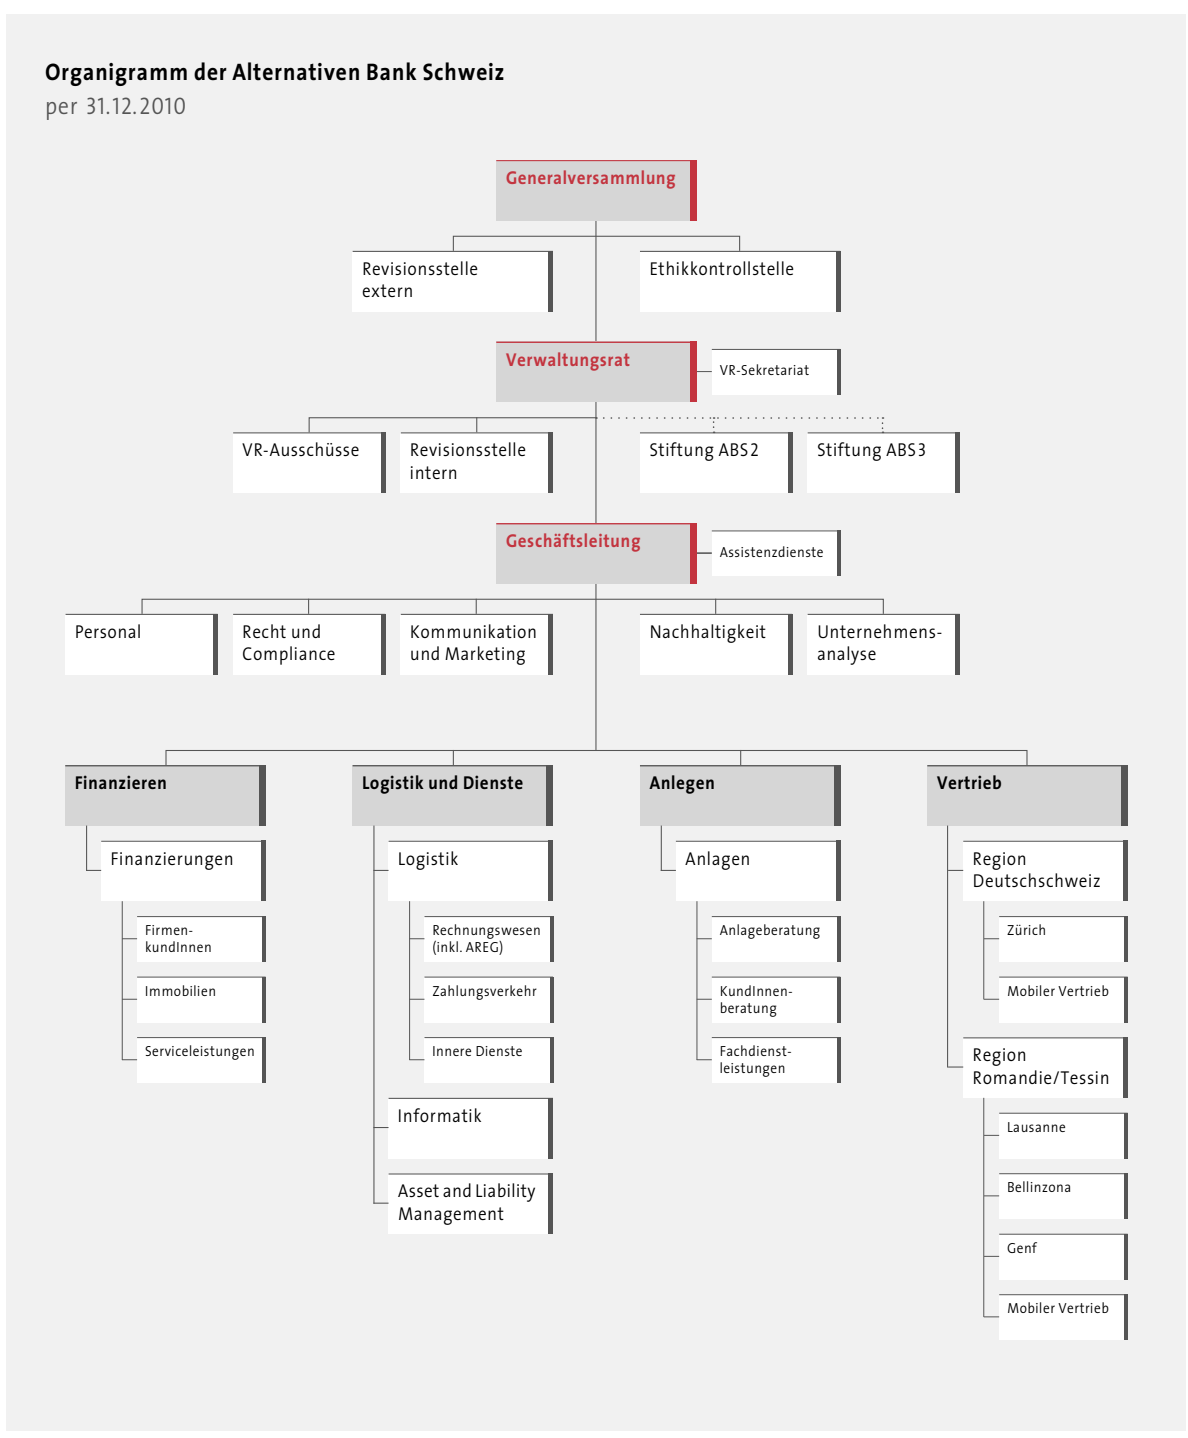 Organigramm der Alternativen Bank Schweiz
per 31.12.2010
Generalversammlung
Revisionsstelle
extern
Ethikkontrollstelle
Verwaltungsrat
VR-Sekretariat
VR-Ausschüsse
Revisionsstelle
intern
Stiftung ABS2
Stiftung ABS3
Geschäftsleitung
Assistenzdienste
Personal
Recht und
Compliance
Kommunikation
und Marketing
Nachhaltigkeit
Unternehmens-
analyse
Finanzieren
Finanzierungen
Firmen-
kundInnen
Immobilien
Serviceleistungen
Logistik und Dienste
Logistik
Rechnungswesen
(inkl. AREG)
Zahlungsverkehr
Innere Dienste
Informatik
Asset and Liability
Management
Anlegen
Anlagen
Anlageberatung
KundInnen-
beratung
Fachdienst-
leistungen
Vertrieb
Region
Deutschschweiz
Zürich
Mobiler Vertrieb
Region
Romandie/Tessin
Lausanne
Bellinzona
Genf
Mobiler Vertrieb